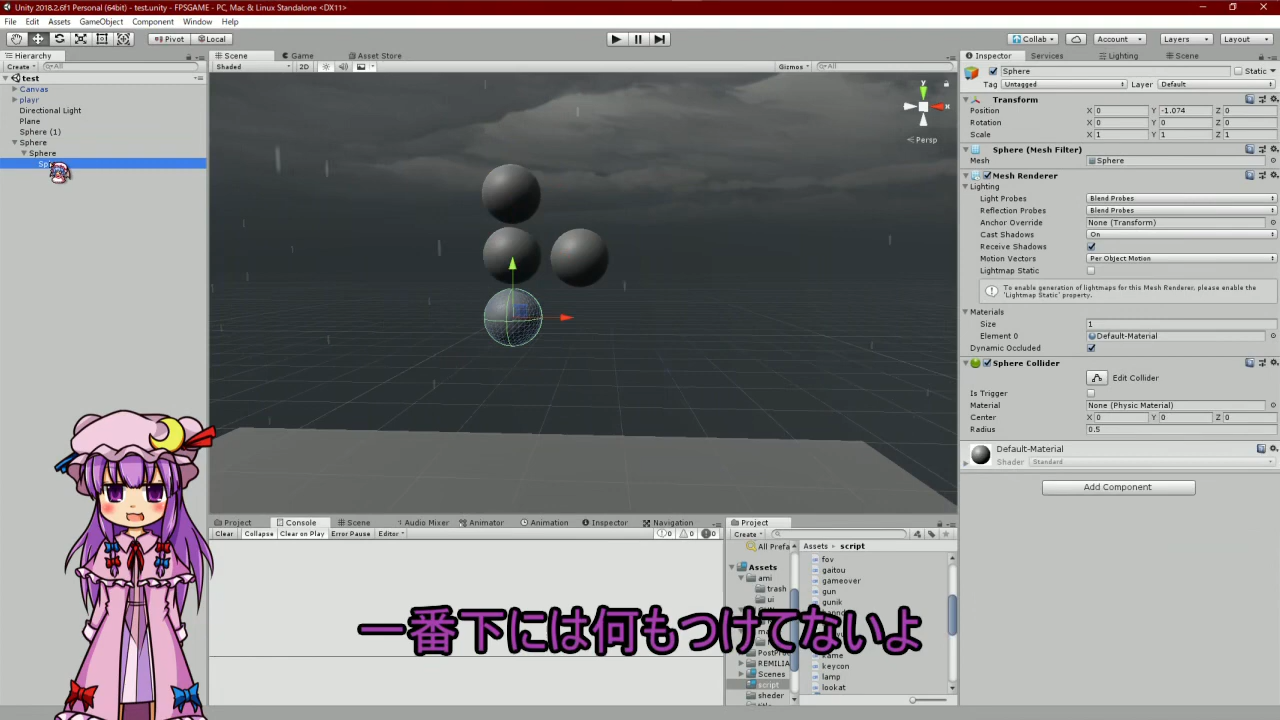 Unity 2018.2.6f1 Personal (64bit) - test.unity - FPSGAME - PC, Mac & Linux Standalone <DX11>
File Edit Assets GameObject Component Window Help
Pivot Local
Collab Account Layers Layout
Hierarchy
Create All
test
Canvas
playr
Directional Light
Plane
Sphere (1)
Sphere
Sphere
Scene Game Asset Store
Shaded 2D Gizmos All
y
x
Persp
Inspector Services Lighting Scene
Sphere Static
Tag Untagged Layer Default
Transform
Position X 0 Y -1.074 Z 0
Rotation X 0 Y 0 Z 0
Scale X 1 Y 1 Z 1
Sphere (Mesh Filter)
Mesh Sphere
Mesh Renderer
Lighting
Light Probes Blend Probes
Reflection Probes Blend Probes
Anchor Override None (Transform)
Cast Shadows On
Receive Shadows
Motion Vectors Per Object Motion
Lightmap Static
To enable generation of lightmaps for this Mesh Renderer, please enable the
'Lightmap Static' property.
Materials
Size 1
Element 0 Default-Material
Dynamic Occluded
Sphere Collider
Edit Collider
Is Trigger
Material None (Physic Material)
Center X 0 Y 0 Z 0
Radius 0.5
Default-Material
Shader Standard
Add Component
Project Console Scene Audio Mixer Animator Animation Inspector Navigation
Clear Collapse Clear on Play Error Pause Editor 0 0 0
Project
Create
All Prefa
Assets
ami
trash
ui
PostPro
REMILIA
Scenes
script
sheder
Assets script
fov
gaitou
gameover
gun
gunik
kame
keycon
lamp
lookat
一番下には何もつけてないよ